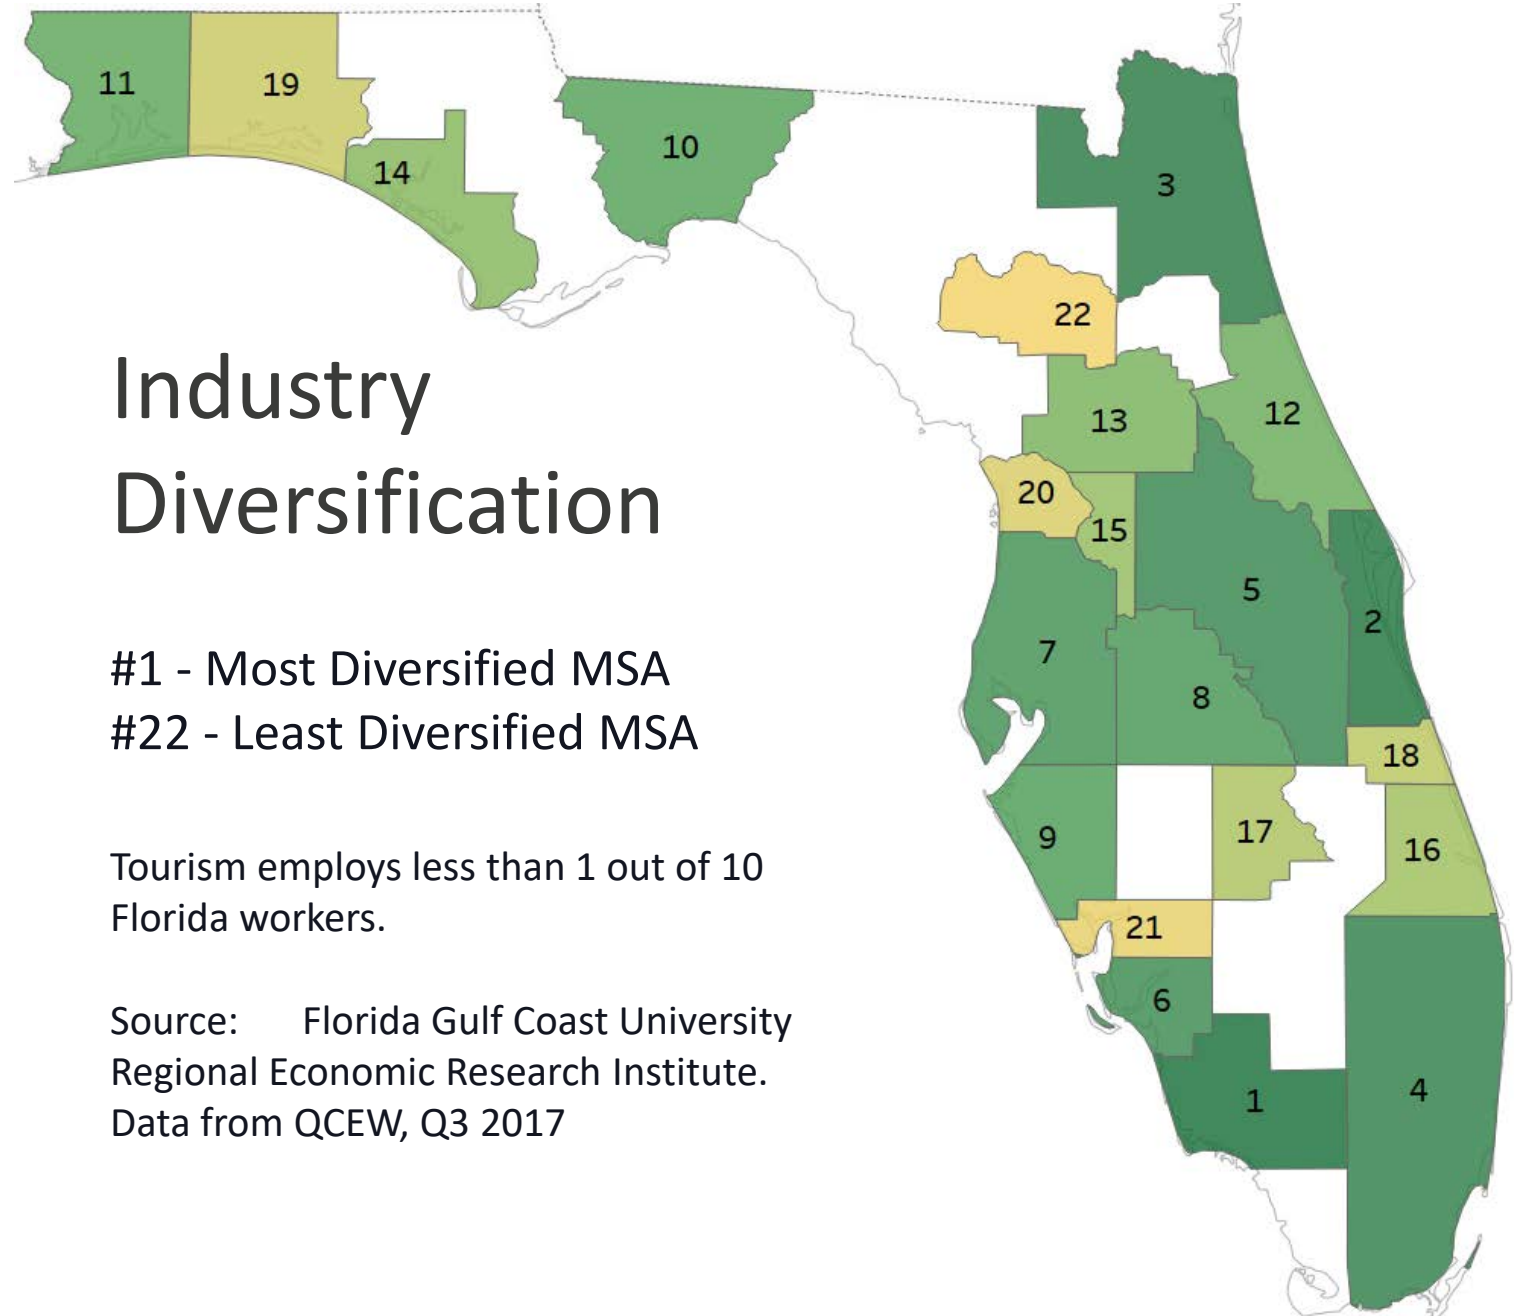 11
19
14
10
3
22
13
12
20
15
5
2
7
8
18
9
17
16
21
6
1
4
Industry
Diversification
#1 - Most Diversified MSA
#22 - Least Diversified MSA
Tourism employs less than 1 out of 10
Florida workers.
Source: Florida Gulf Coast University
Regional Economic Research Institute.
Data from QCEW, Q3 2017